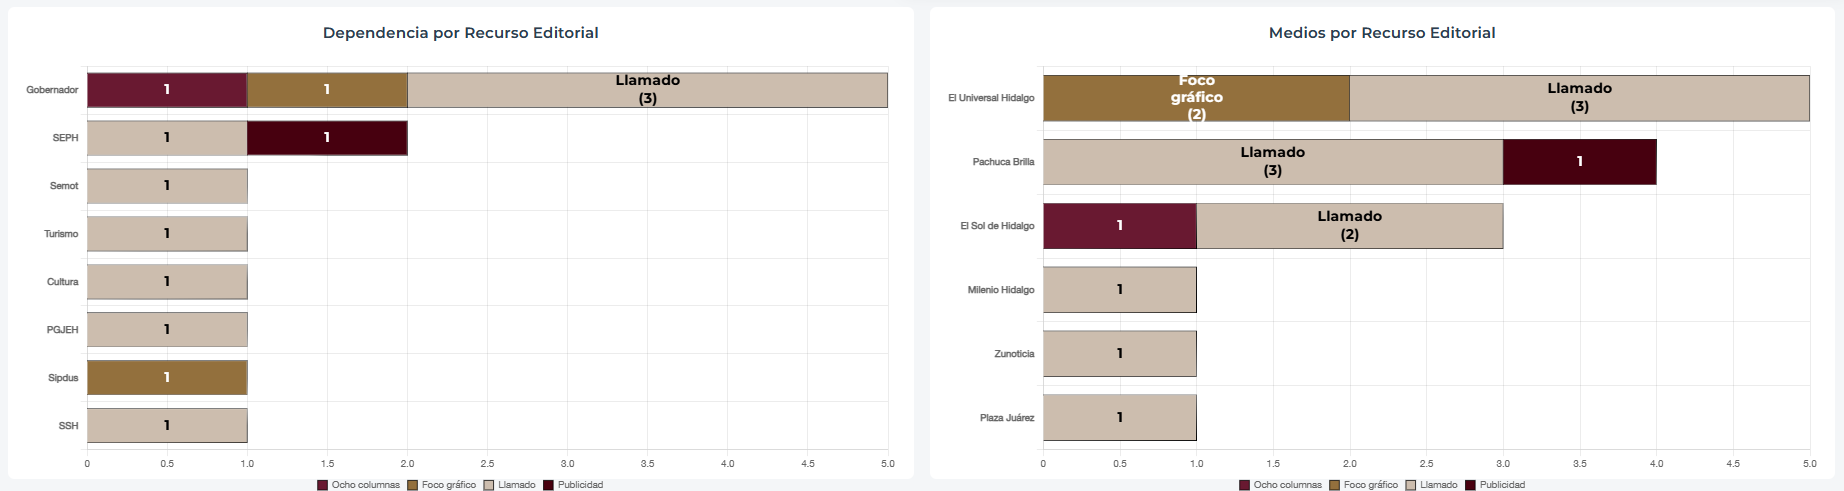 Dependencia por Recurso Editorial
Gobernador
1
1
Llamado
(3)
SEPH
1
1
Semot
1
Turismo
1
Cultura
1
PGJEH
1
Sipdus
1
SSH
1
0 0.5 1.0 1.5 2.0 2.5 3.0 3.5 4.0 4.5 5.0
Ocho columnas Foco gráfico Llamado Publicidad
Medios por Recurso Editorial
El Universal Hidalgo
Foco
gráfico
(2)
Llamado
(3)
Pachuca Brilla
Llamado
(3)
1
El Sol de Hidalgo
1
Llamado
(2)
Milenio Hidalgo
1
Zunoticia
1
Plaza Juárez
1
0 0.5 1.0 1.5 2.0 2.5 3.0 3.5 4.0 4.5 5.0
Ocho columnas Foco gráfico Llamado Publicidad